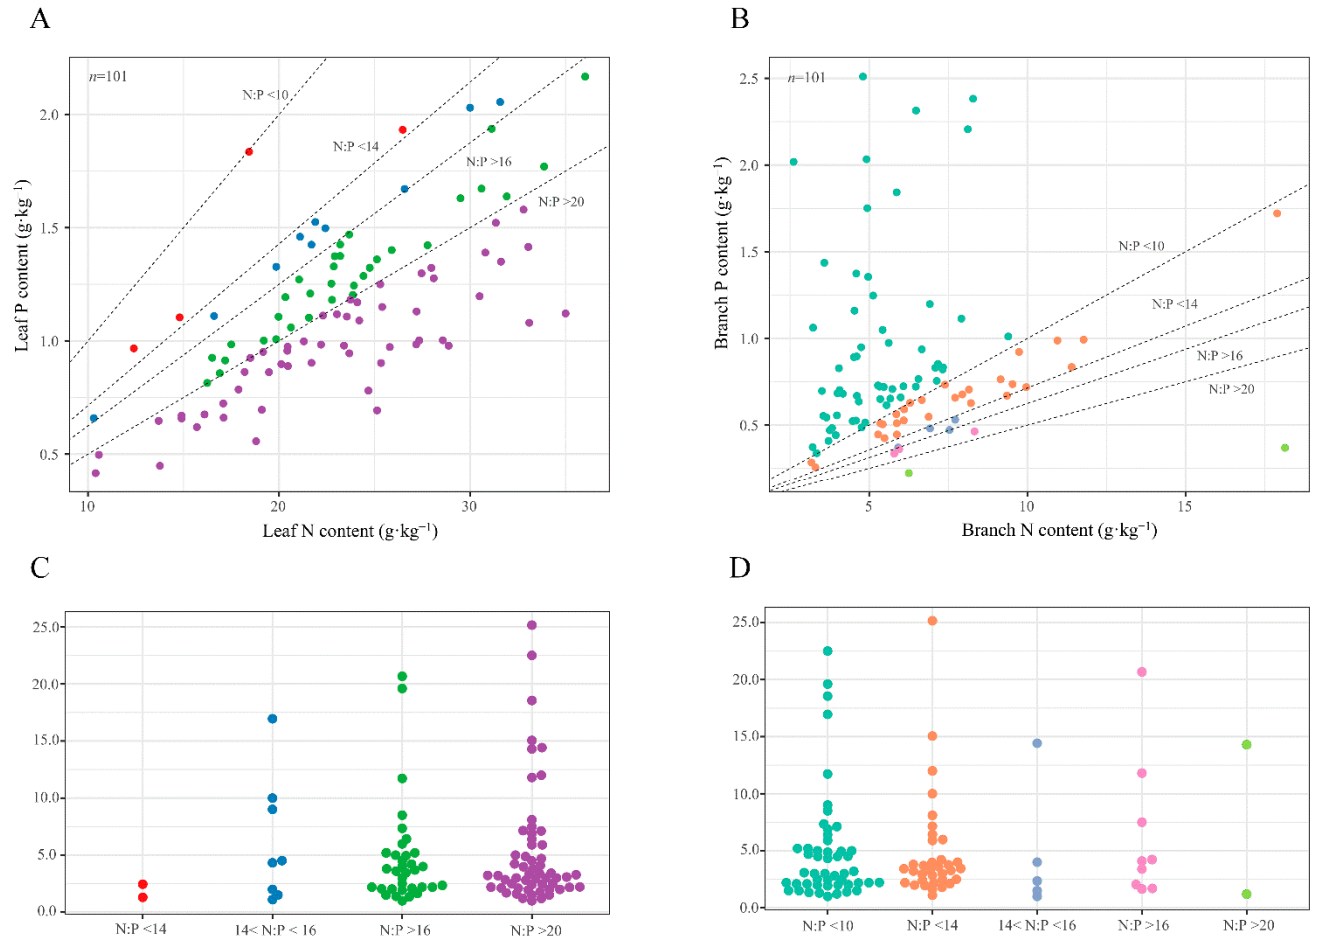 A
n=101
N:P <10
N:P <14
N:P >16
N:P >20
2.0
1.5
1.0
0.5
Leaf P content (g·kg⁻¹)
10
20
30
Leaf N content (g·kg⁻¹)
B
n=101
N:P <10
N:P <14
N:P >16
N:P >20
2.5
2.0
1.5
1.0
0.5
Branch P content (g·kg⁻¹)
5
10
15
Branch N content (g·kg⁻¹)
C
25.0
20.0
15.0
10.0
5.0
0.0
N:P <14
14< N:P < 16
N:P >16
N:P >20
D
25.0
20.0
15.0
10.0
5.0
0.0
N:P <10
N:P <14
14< N:P <16
N:P >16
N:P >20